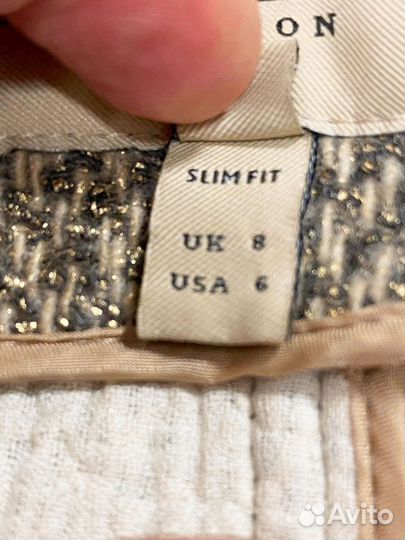 ON
SLIM FIT
UK 8
USA 6
Avito